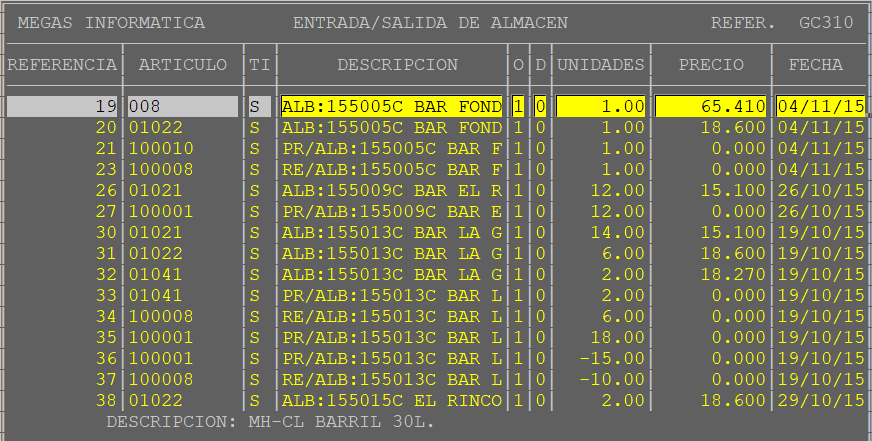 MEGAS INFORMATICA ENTRADA/SALIDA DE ALMACEN REFER. GC310
REFERENCIA ARTICULO TI DESCRIPCION O D UNIDADES PRECIO FECHA
19 008 S ALB:155005C BAR FOND 1 0 1.00 65.410 04/11/15
20 01022 S ALB:155005C BAR FOND 1 0 1.00 18.600 04/11/15
21 100010 S PR/ALB:155005C BAR F 1 0 1.00 0.000 04/11/15
23 100008 S RE/ALB:155005C BAR F 1 0 1.00 0.000 04/11/15
26 01021 S ALB:155009C BAR EL R 1 0 12.00 15.100 26/10/15
27 100001 S PR/ALB:155009C BAR E 1 0 12.00 0.000 26/10/15
30 01021 S ALB:155013C BAR LA G 1 0 14.00 15.100 19/10/15
31 01022 S ALB:155013C BAR LA G 1 0 6.00 18.600 19/10/15
32 01041 S ALB:155013C BAR LA G 1 0 2.00 18.270 19/10/15
33 01041 S PR/ALB:155013C BAR L 1 0 2.00 0.000 19/10/15
34 100008 S RE/ALB:155013C BAR L 1 0 6.00 0.000 19/10/15
35 100001 S PR/ALB:155013C BAR L 1 0 18.00 0.000 19/10/15
36 100001 S PR/ALB:155013C BAR L 1 0 -15.00 0.000 19/10/15
37 100008 S RE/ALB:155013C BAR L 1 0 -10.00 0.000 19/10/15
38 01022 S ALB:155015C EL RINCO 1 0 2.00 18.600 29/10/15
DESCRIPCION: MH-CL BARRIL 30L.